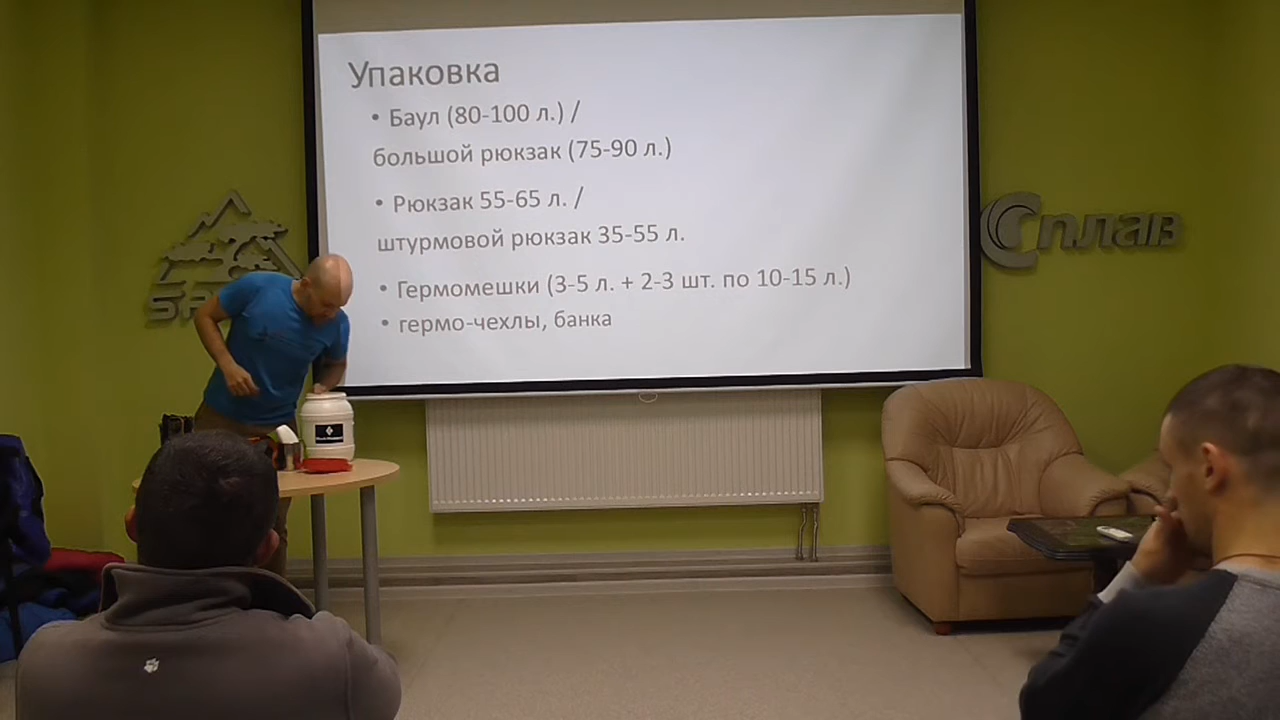 Упаковка
• Баул (80-100 л.) /
большой рюкзак (75-90 л.)
• Рюкзак 55-65 л. /
штурмовой рюкзак 35-55 л.
• Гермомешки (3-5 л. + 2-3 шт. по 10-15 л.)
• гермо-чехлы, банка
Сплав